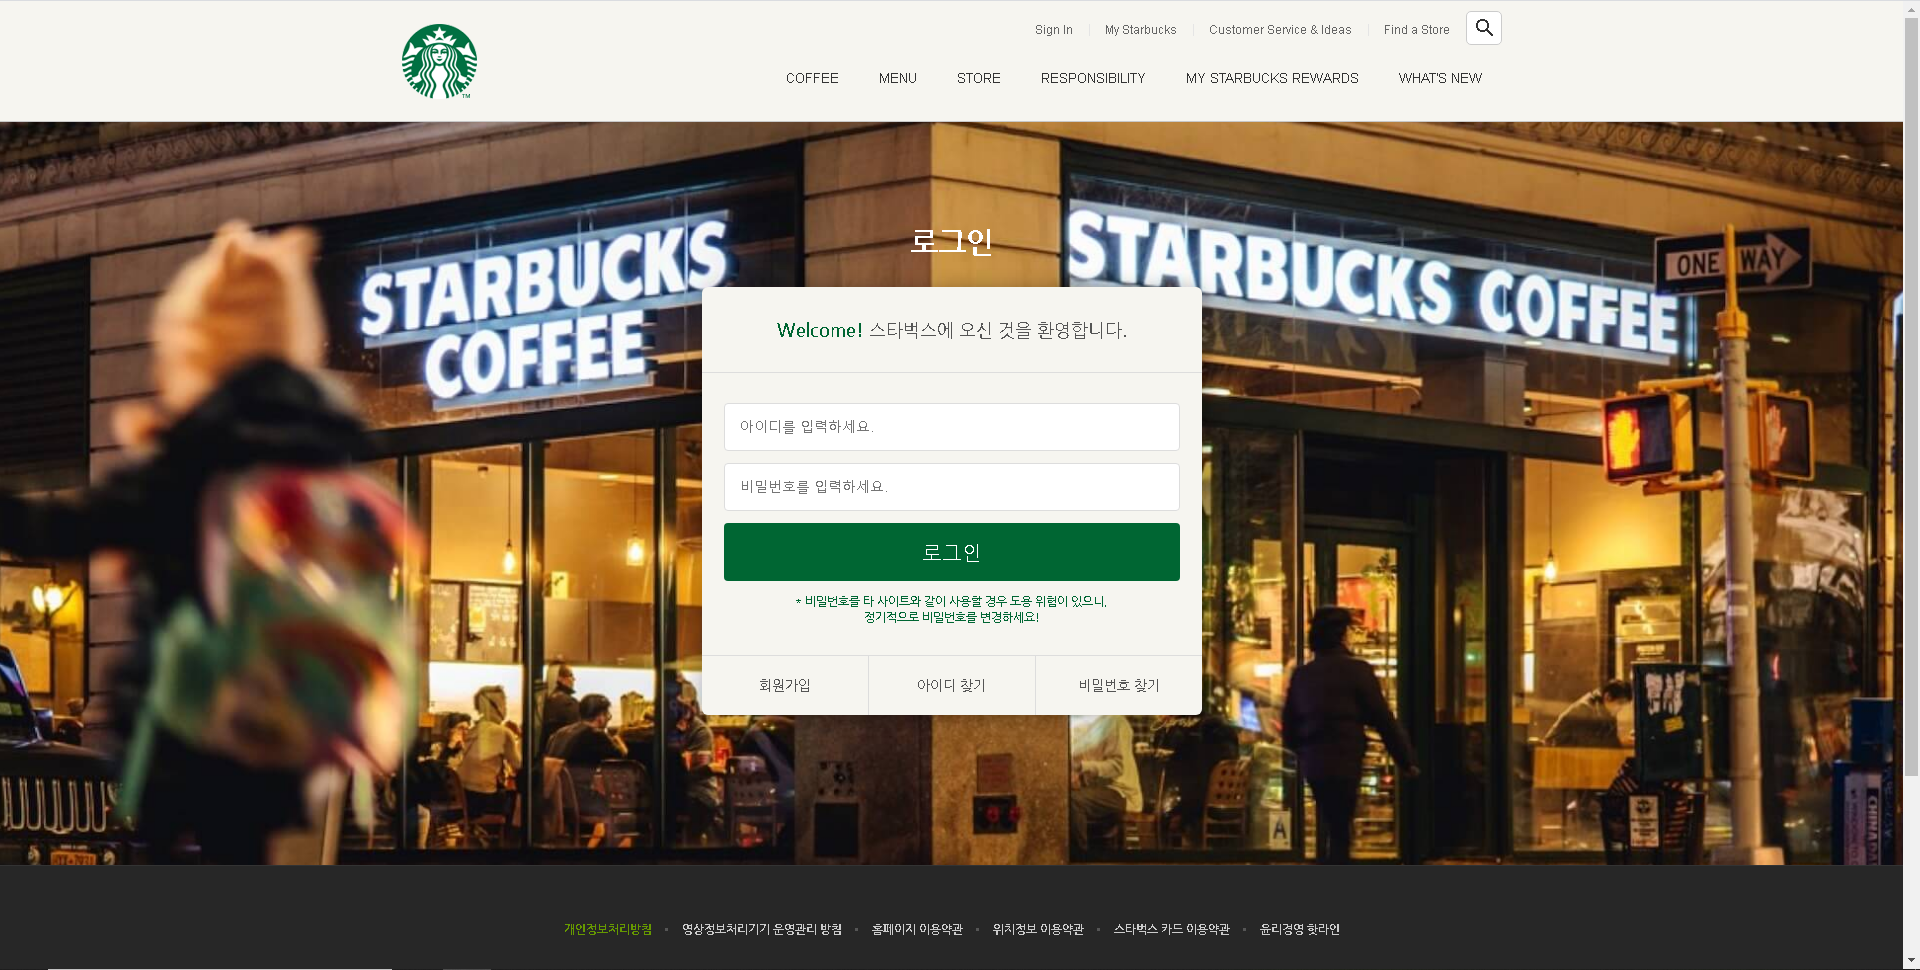 Sign In
My Starbucks
Customer Service & Ideas
Find a Store
COFFEE
MENU
STORE
RESPONSIBILITY
MY STARBUCKS REWARDS
WHAT'S NEW
TM
로그인
STARBUCKS
COFFEE
STARBUCKS COFFEE
ONE WAY
Welcome! 스타벅스에 오신 것을 환영합니다.
아이디를 입력하세요.
비밀번호를 입력하세요.
로그인
* 비밀번호를 타 사이트와 같이 사용할 경우 도용 위험이 있으니,
정기적으로 비밀번호를 변경하세요!
회원가입
아이디 찾기
비밀번호 찾기
A
개인정보처리방침
영상정보처리기기 운영관리 방침
홈페이지 이용약관
위치정보 이용약관
스타벅스 카드 이용약관
윤리경영 핫라인